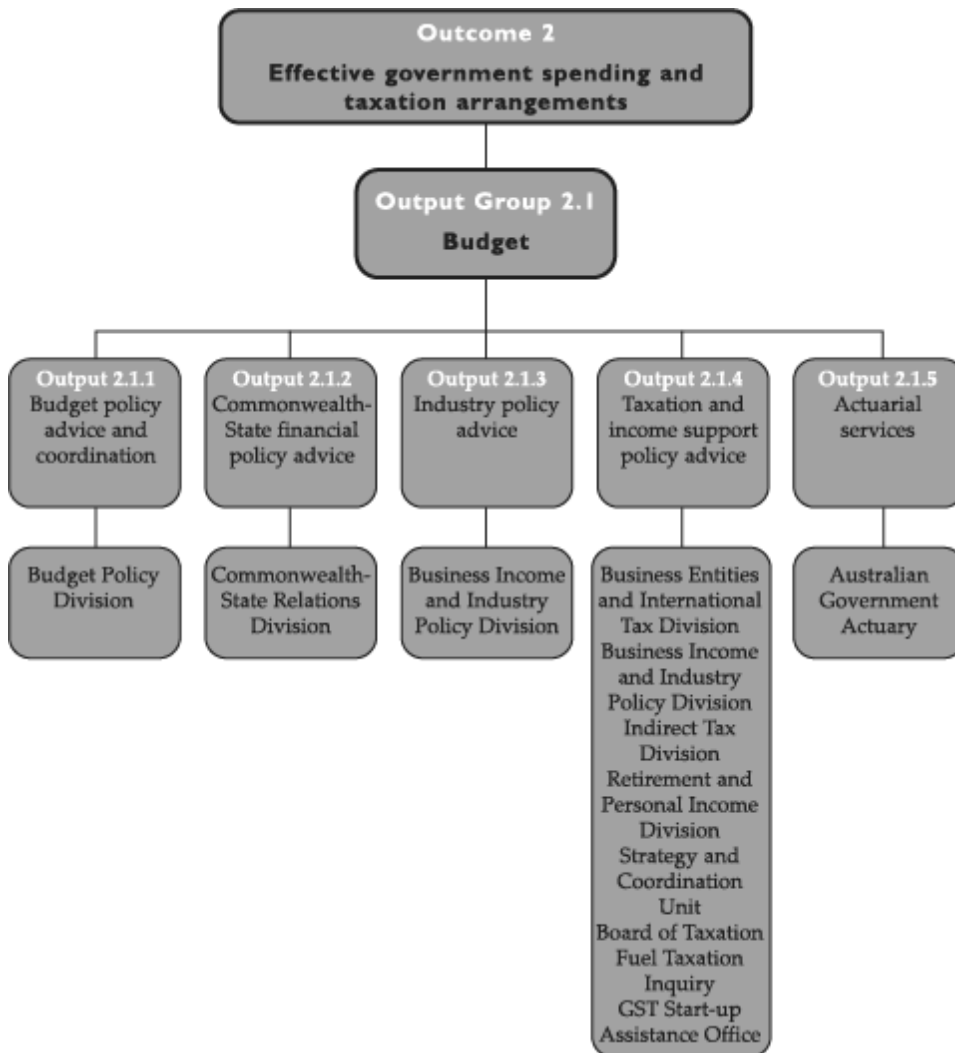 Outcome 2
Effective government spending and
taxation arrangements
Output Group 2.1
Budget
Output 2.1.1
Budget policy
advice and
coordination
Output 2.1.2
Commonwealth-
State financial
policy advice
Output 2.1.3
Industry policy
advice
Output 2.1.4
Taxation and
income support
policy advice
Output 2.1.5
Actuarial
services
Budget Policy
Division
Commonwealth-
State Relations
Division
Business Income
and Industry
Policy Division
Business Entities
and International
Tax Division
Business Income
and Industry
Policy Division
Indirect Tax
Division
Retirement and
Personal Income
Division
Strategy and
Coordination
Unit
Board of Taxation
Fuel Taxation
Inquiry
GST Start-up
Assistance Office
Australian
Government
Actuary